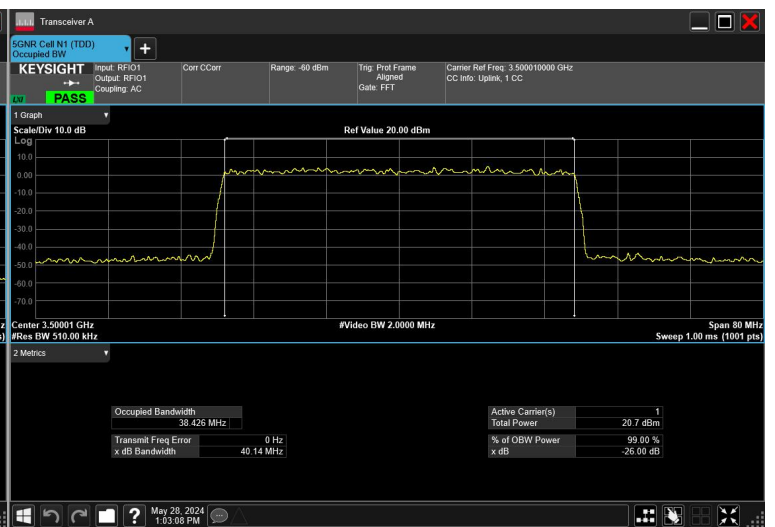 Transceiver A
5GNR Cell N1 (TDD)
Occupied BW
+
KEYSIGHT
Input: RFIO1
Output: RFIO1
Coupling: AC
Corr CCorr
Range: -60 dBm
Trig: Prot Frame
Aligned
Gate: FFT
Carrier Ref Freq: 3.500010000 GHz
CC Info: Uplink, 1 CC
LXI
PASS
1 Graph
Scale/Div 10.0 dB
Ref Value 20.00 dBm
Log
10.0
0.00
-10.0
-20.0
-30.0
-40.0
-50.0
-60.0
-70.0
Center 3.50001 GHz
#Video BW 2.0000 MHz
Span 80 MHz
#Res BW 510.00 kHz
Sweep 1.00 ms (1001 pts)
2 Metrics
Occupied Bandwidth
38.426 MHz
Active Carrier(s) 1
Total Power 20.7 dBm
Transmit Freq Error 0 Hz
x dB Bandwidth 40.14 MHz
% of OBW Power 99.00 %
x dB -26.00 dB
?
May 28, 2024
1:03:08 PM